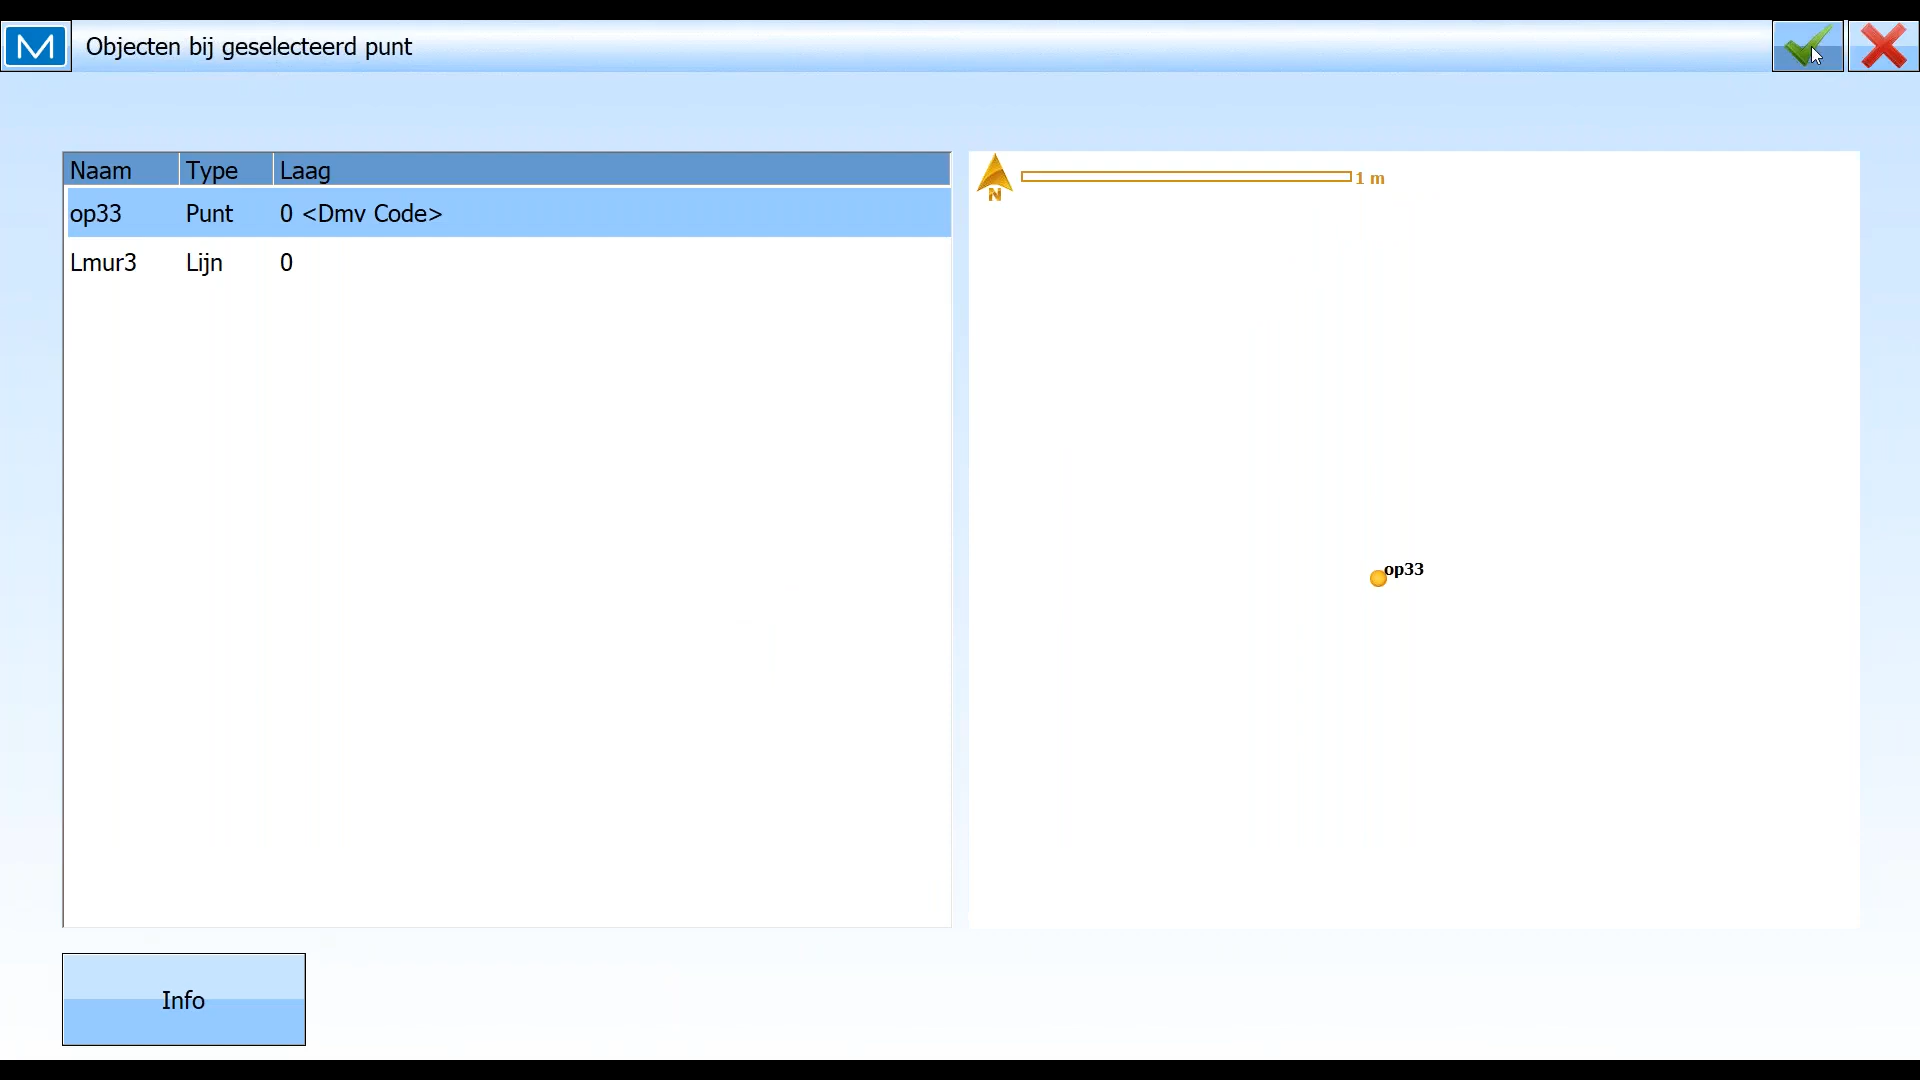 Objecten bij geselecteerd punt
Naam Type Laag
op33 Punt 0 <Dmv Code>
Lmur3 Lijn 0
N 1 m
op33
Info